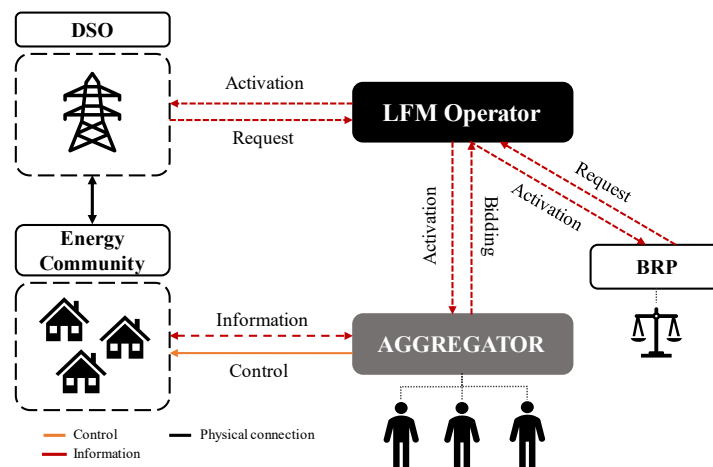 DSO
Activation
LFM Operator
Request
Request
Activation
Activation
Bidding
Energy
Community
BRP
Information
AGGREGATOR
Control
Control
Physical connection
Information